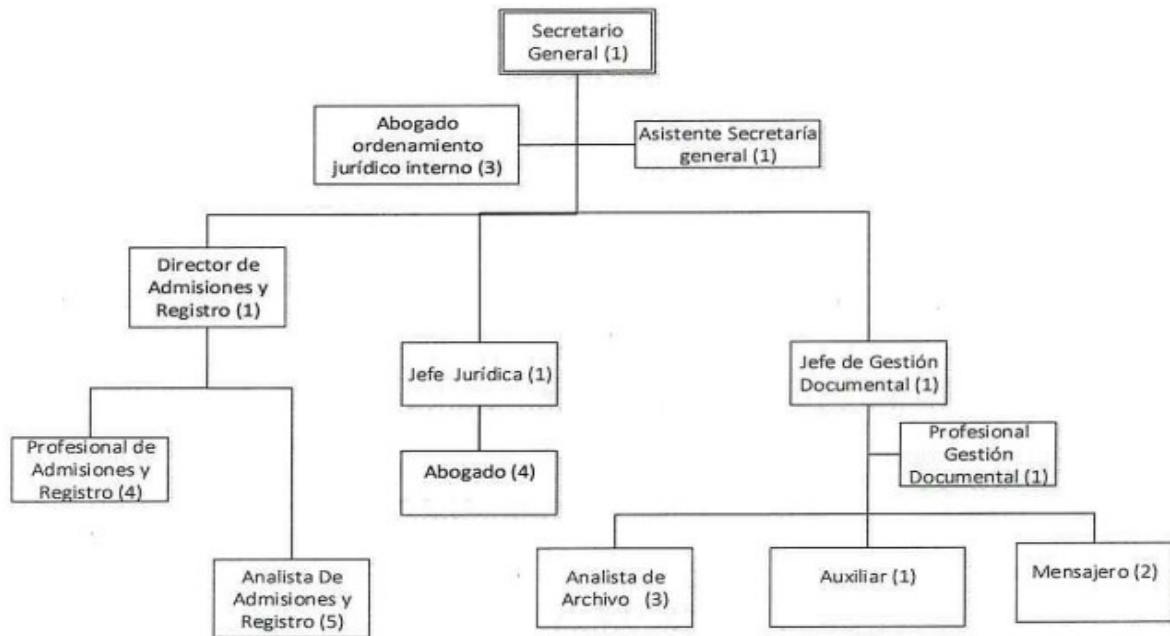 Secretario
General (1)
Abogado
ordenamiento
jurídico interno (3)
Asistente Secretaría
general (1)
Director de
Admisiones y
Registro (1)
Jefe Jurídica (1)
Jefe de Gestión
Documental (1)
Profesional de
Admisiones y
Registro (4)
Abogado (4)
Profesional
Gestión
Documental (1)
Analista De
Admisiones y
Registro (5)
Analista de
Archivo (3)
Auxiliar (1)
Mensajero (2)